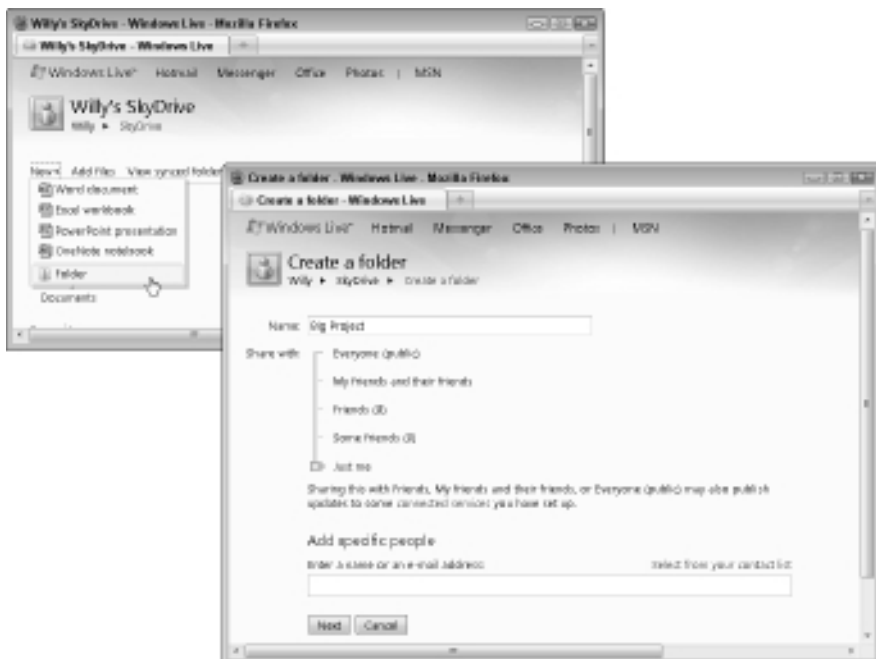 Willy's SkyDrive - Windows Live - Mozilla Firefox
Willy's SkyDrive - Windows Live
Windows Live™ Hotmail Messenger Office Photos | MSN
Willy's SkyDrive
Willy ▸ SkyDrive
New Add files View synced folder
Word document
Excel workbook
PowerPoint presentation
OneNote notebook
Folder
Documents
Create a folder - Windows Live - Mozilla Firefox
Create a folder - Windows Live
Windows Live™ Hotmail Messenger Office Photos | MSN
Create a folder
Willy ▸ SkyDrive ▸ Create a folder
Name: Big Project
Share with: Everyone (public)
My friends and their friends
Friends (0)
Some friends (0)
Just me
Sharing this with Friends, My friends and their friends, or Everyone (public) may also publish
updates to some connected services you have set up.
Add specific people
Enter a name or an e-mail address: Select from your contact list
Next Cancel